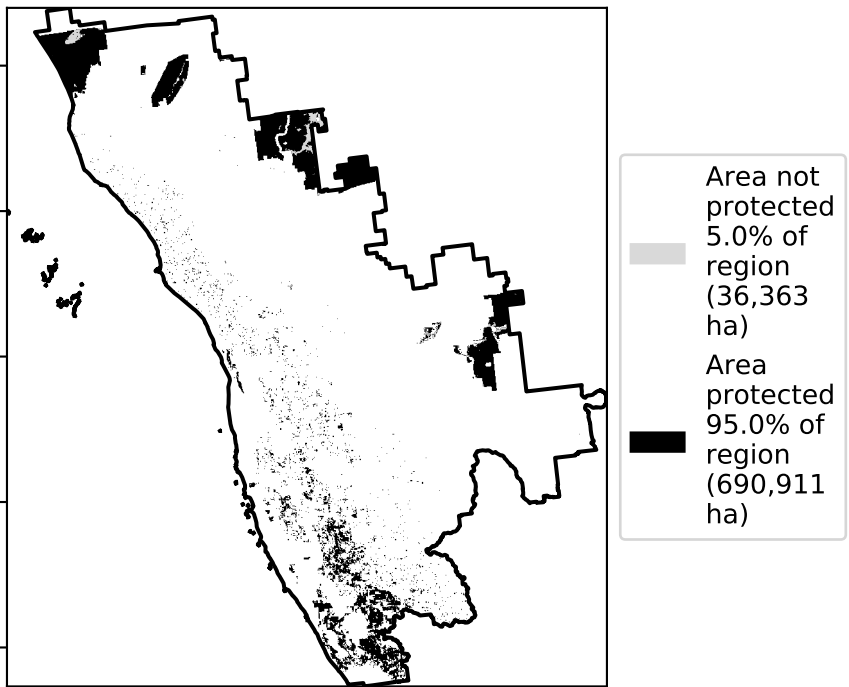 Area not
protected
5.0% of
region
(36,363
ha)
Area
protected
95.0% of
region
(690,911
ha)